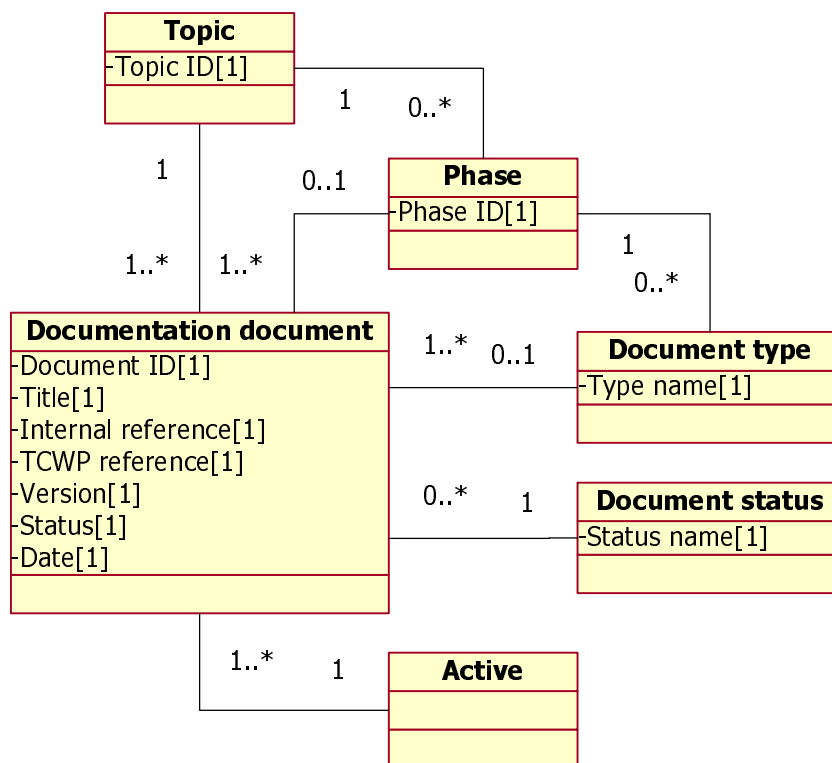 Topic
-Topic ID[1]
1
0..*
1
0..1
Phase
-Phase ID[1]
1..*
1..*
1
0..*
Documentation document
-Document ID[1]
-Title[1]
-Internal reference[1]
-TCWP reference[1]
-Version[1]
-Status[1]
-Date[1]
1..*
0..1
Document type
-Type name[1]
0..*
1
Document status
-Status name[1]
1..*
1
Active